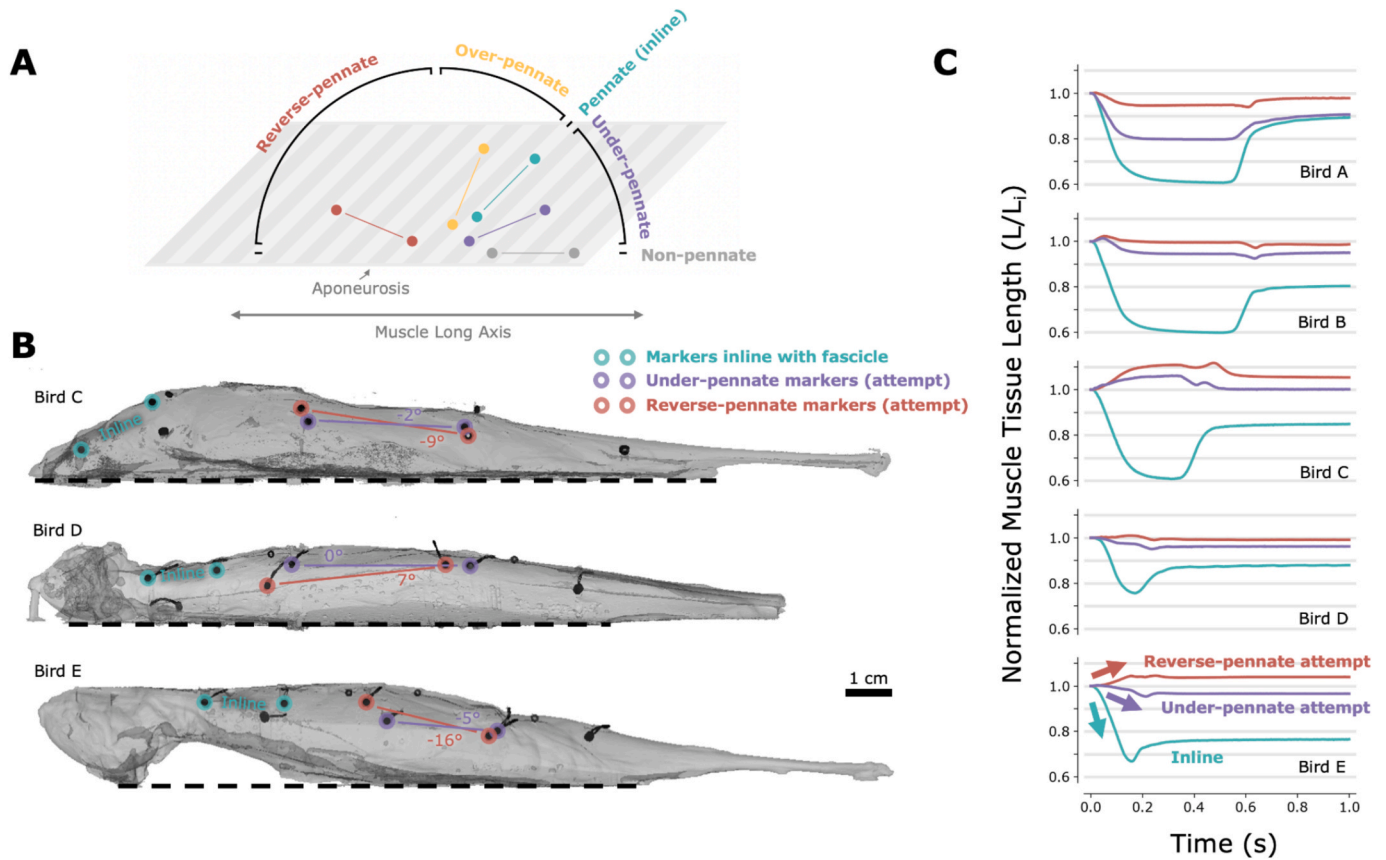 A
Reverse-pennate
Over-pennate
Pennate (inline)
Under-pennate
Non-pennate
Aponeurosis
Muscle Long Axis
B
Markers inline with fascicle
Under-pennate markers (attempt)
Reverse-pennate markers (attempt)
Bird C
Inline
-2°
-9°
Bird D
Inline
0°
7°
Bird E
Inline
-5°
-16°
1 cm
C
Normalized Muscle Tissue Length (L/Li)
1.0
0.8
0.6
Bird A
1.0
0.8
0.6
Bird B
1.0
0.8
0.6
Bird C
1.0
0.8
0.6
Bird D
1.0
0.8
0.6
Reverse-pennate attempt
Under-pennate attempt
Inline
Bird E
0.0 0.2 0.4 0.6 0.8 1.0
Time (s)